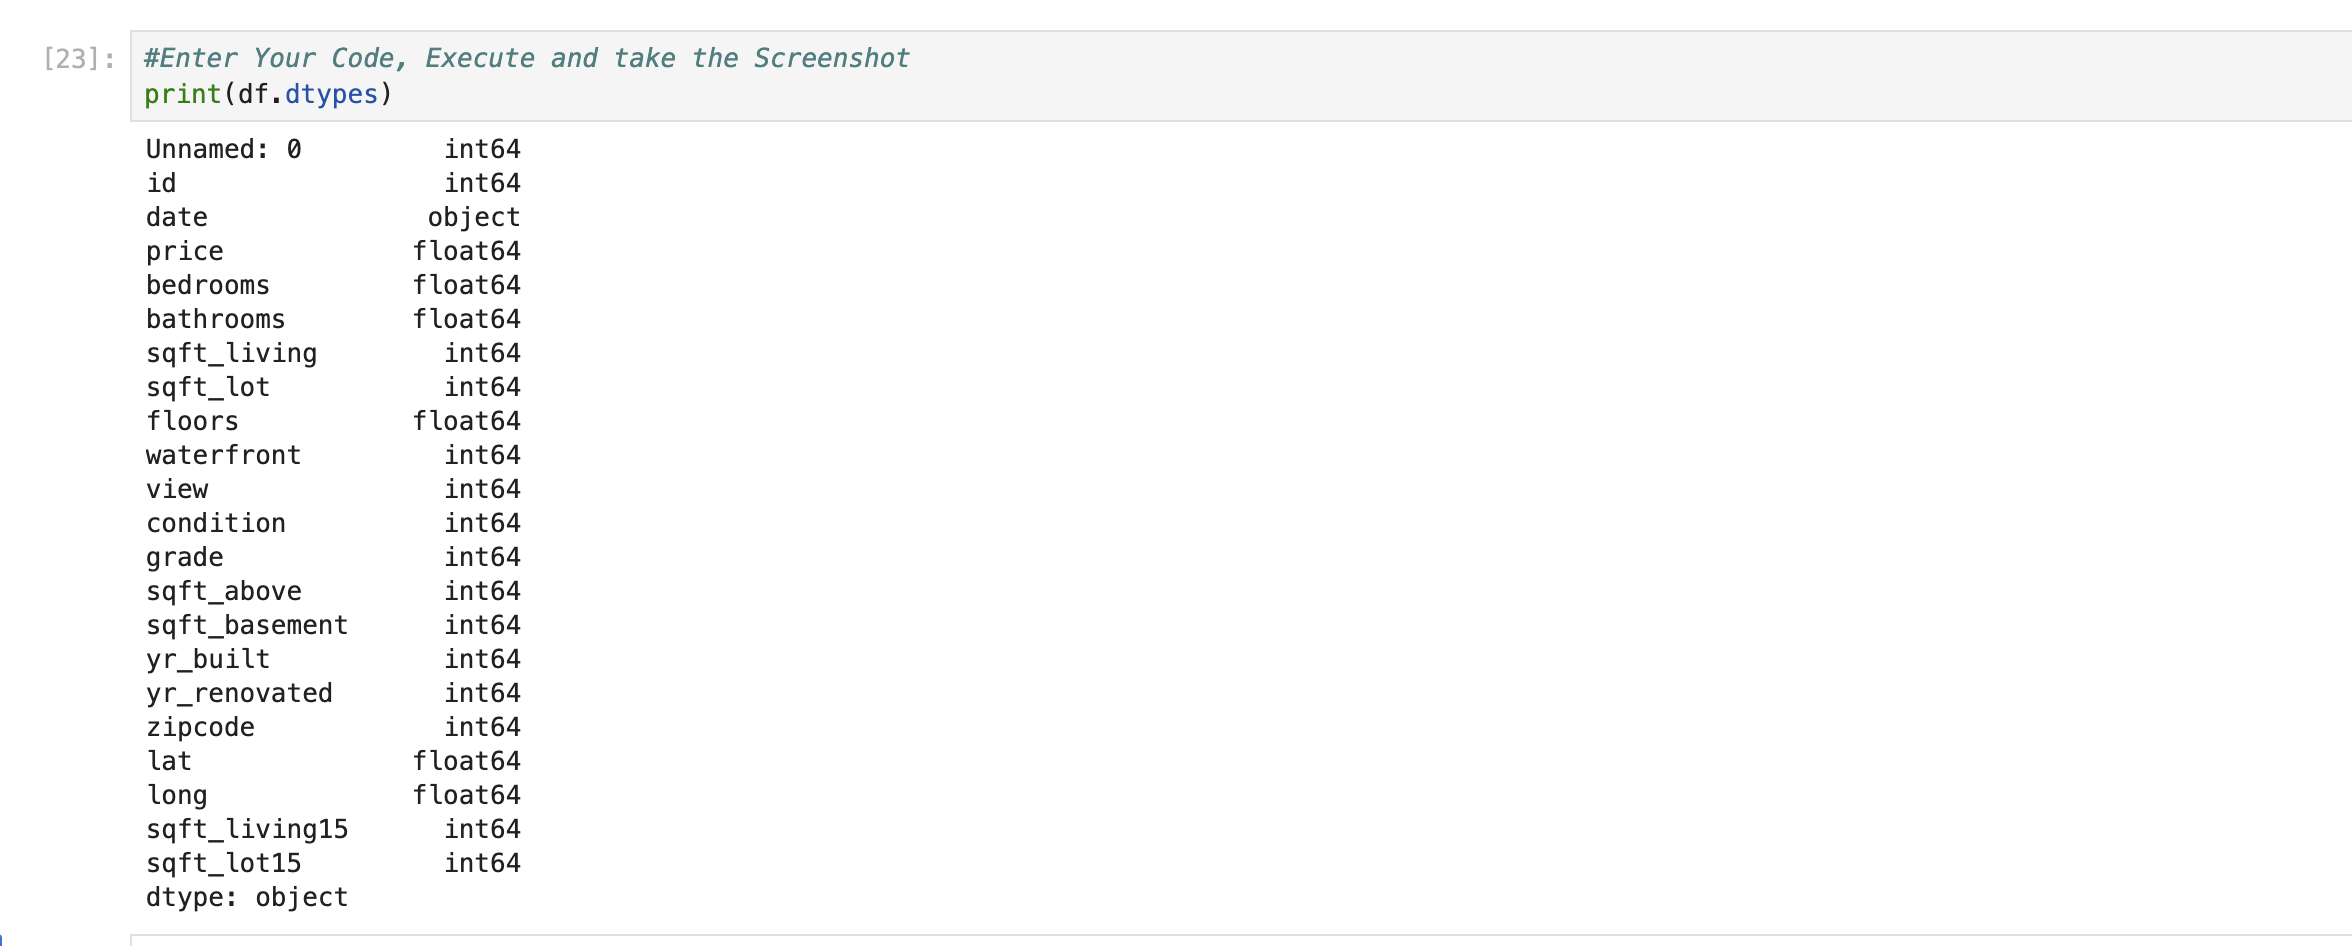 [23]: #Enter Your Code, Execute and take the Screenshot
print(df.dtypes)
Unnamed: 0         int64
id                 int64
date              object
price            float64
bedrooms         float64
bathrooms        float64
sqft_living        int64
sqft_lot           int64
floors           float64
waterfront         int64
view               int64
condition          int64
grade              int64
sqft_above         int64
sqft_basement      int64
yr_built           int64
yr_renovated       int64
zipcode            int64
lat              float64
long             float64
sqft_living15      int64
sqft_lot15         int64
dtype: object